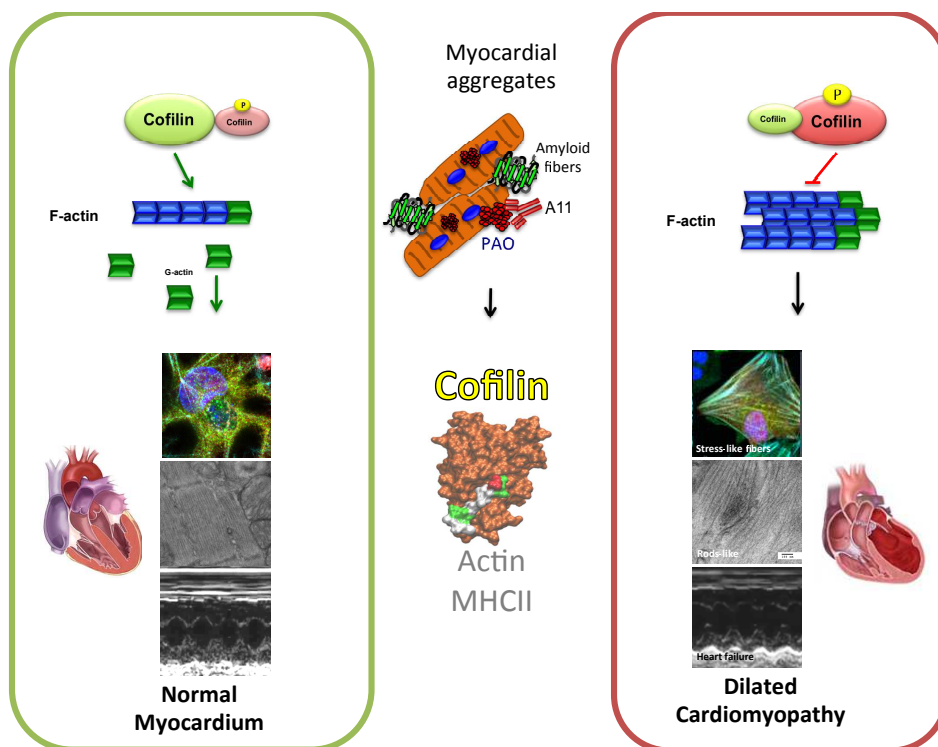 P
Cofilin
Cofilin
F-actin
G-actin
Normal
Myocardium
Myocardial
aggregates
Amyloid
fibers
A11
PAO
Cofilin
Actin
MHCII
P
Cofilin
Cofilin
F-actin
Stress-like fibers
Rods-like
Heart failure
Dilated
Cardiomyopathy